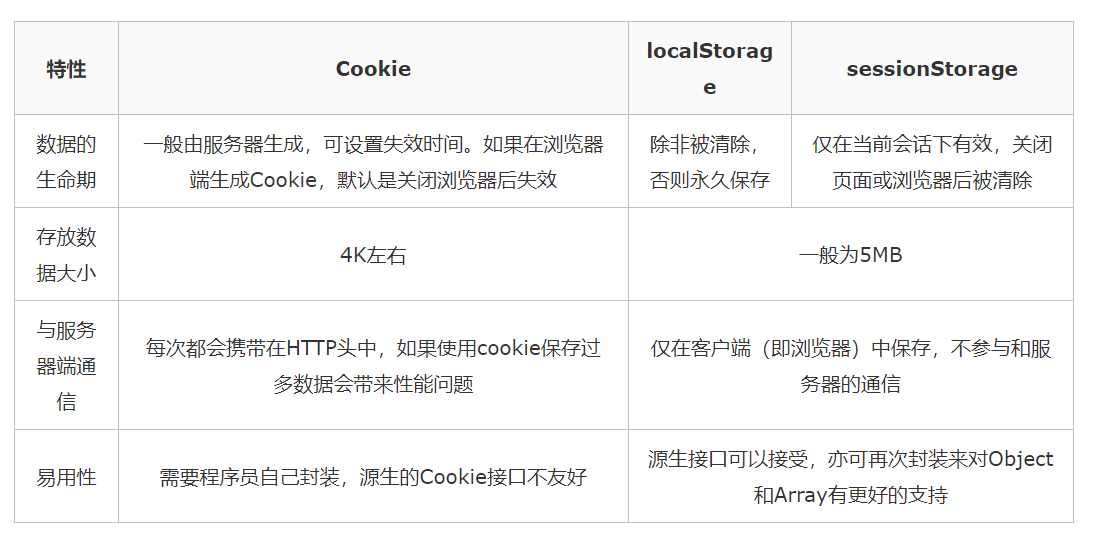 特性
Cookie
localStorag
e
sessionStorage
数据的
生命期
一般由服务器生成，可设置失效时间。如果在浏览器
端生成Cookie，默认是关闭浏览器后失效
除非被清除，
否则永久保存
仅在当前会话下有效，关闭
页面或浏览器后被清除
存放数
据大小
4K左右
一般为5MB
与服务
器端通
信
每次都会携带在HTTP头中，如果使用cookie保存过
多数据会带来性能问题
仅在客户端（即浏览器）中保存，不参与和服
务器的通信
易用性
需要程序员自己封装，源生的Cookie接口不友好
源生接口可以接受，亦可再次封装来对Object
和Array有更好的支持